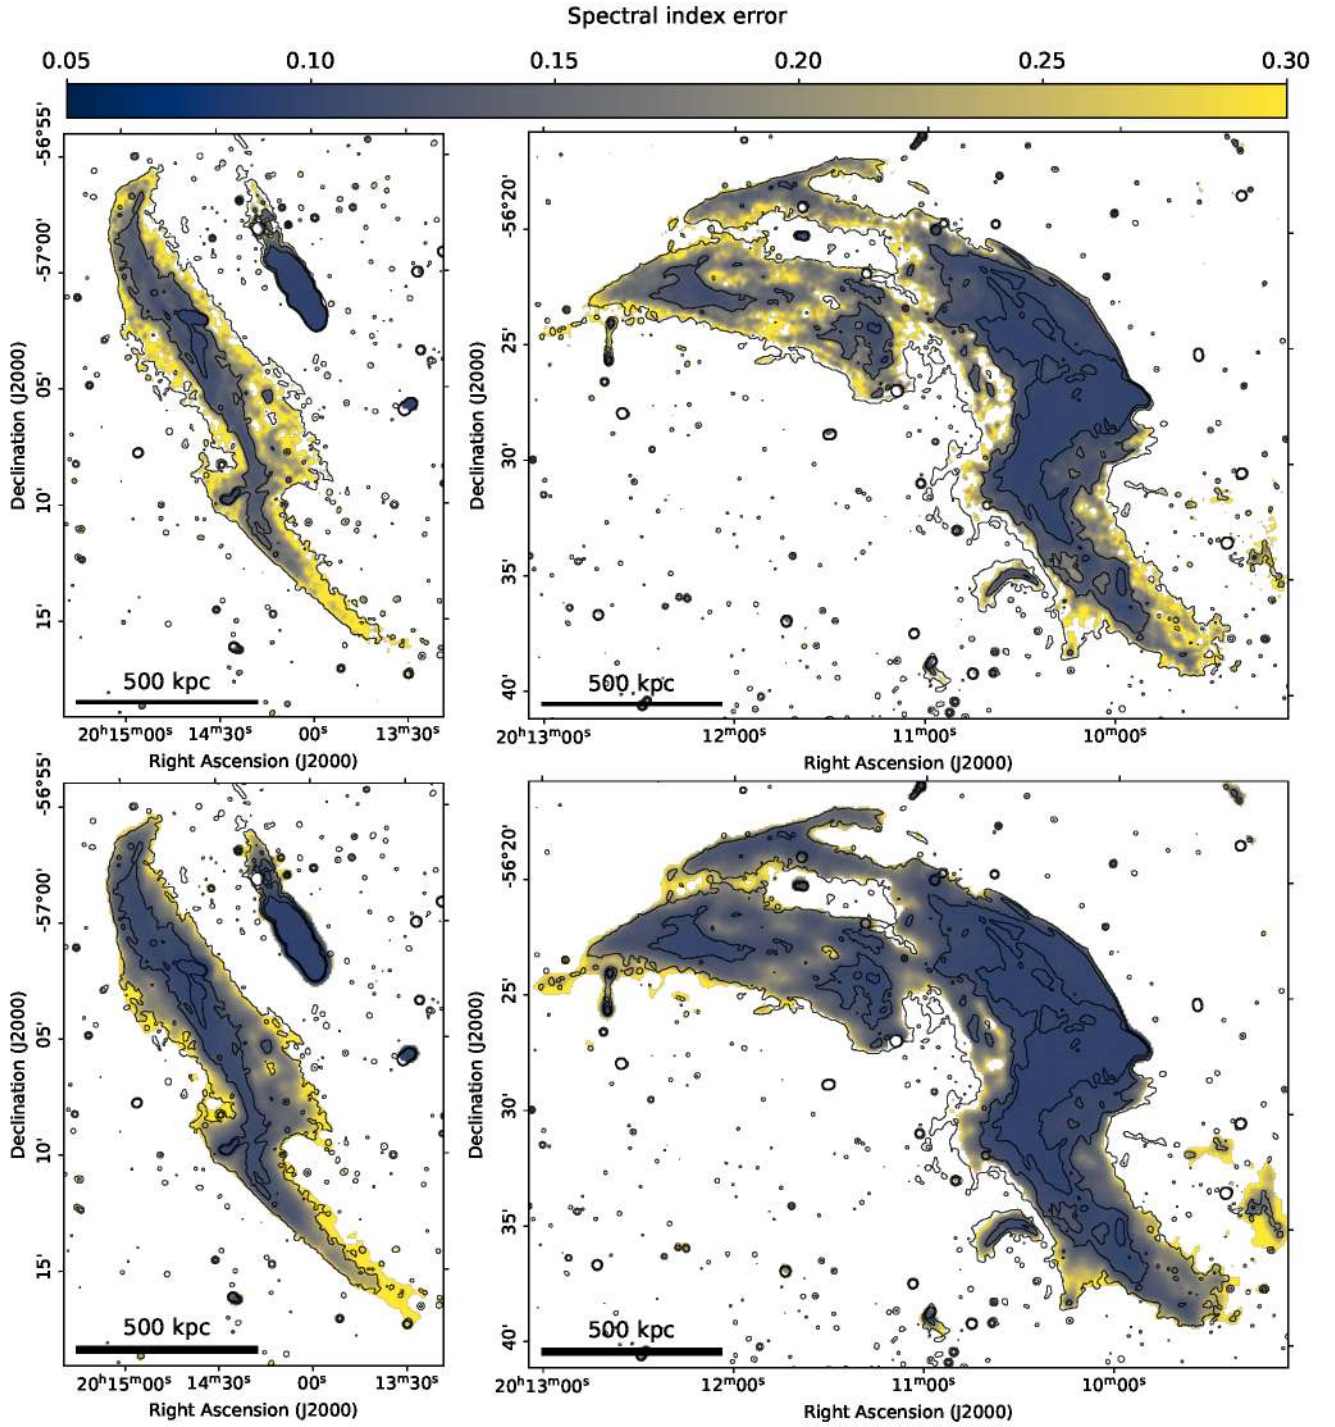 Spectral index error
0.05 0.10 0.15 0.20 0.25 0.30
-56°55'
-57°00'
05'
10'
15'
Declination (J2000)
500 kpc
20ʰ15ᵐ00ˢ 14ᵐ30ˢ 00ˢ 13ᵐ30ˢ
Right Ascension (J2000)
-56°20'
25'
30'
35'
40'
Declination (J2000)
500 kpc
20ʰ13ᵐ00ˢ 12ᵐ00ˢ 11ᵐ00ˢ 10ᵐ00ˢ
Right Ascension (J2000)
-56°55'
-57°00'
05'
10'
15'
Declination (J2000)
500 kpc
20ʰ15ᵐ00ˢ 14ᵐ30ˢ 00ˢ 13ᵐ30ˢ
Right Ascension (J2000)
-56°20'
25'
30'
35'
40'
Declination (J2000)
500 kpc
20ʰ13ᵐ00ˢ 12ᵐ00ˢ 11ᵐ00ˢ 10ᵐ00ˢ
Right Ascension (J2000)